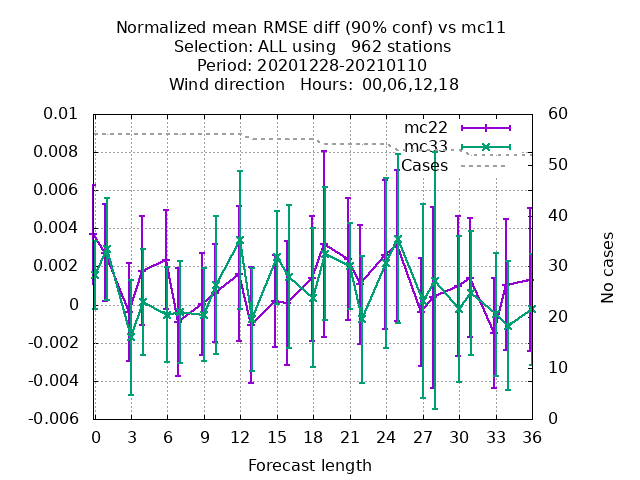 Normalized mean RMSE diff (90% conf) vs mc11
Selection: ALL using   962 stations
Period: 20201228-20210110
Wind direction   Hours:  00,06,12,18
0.01
0.008
0.006
0.004
0.002
0
-0.002
-0.004
-0.006
mc22
mc33
Cases
60
50
40
30
20
10
0
No cases
0 3 6 9 12 15 18 21 24 27 30 33 36
Forecast length